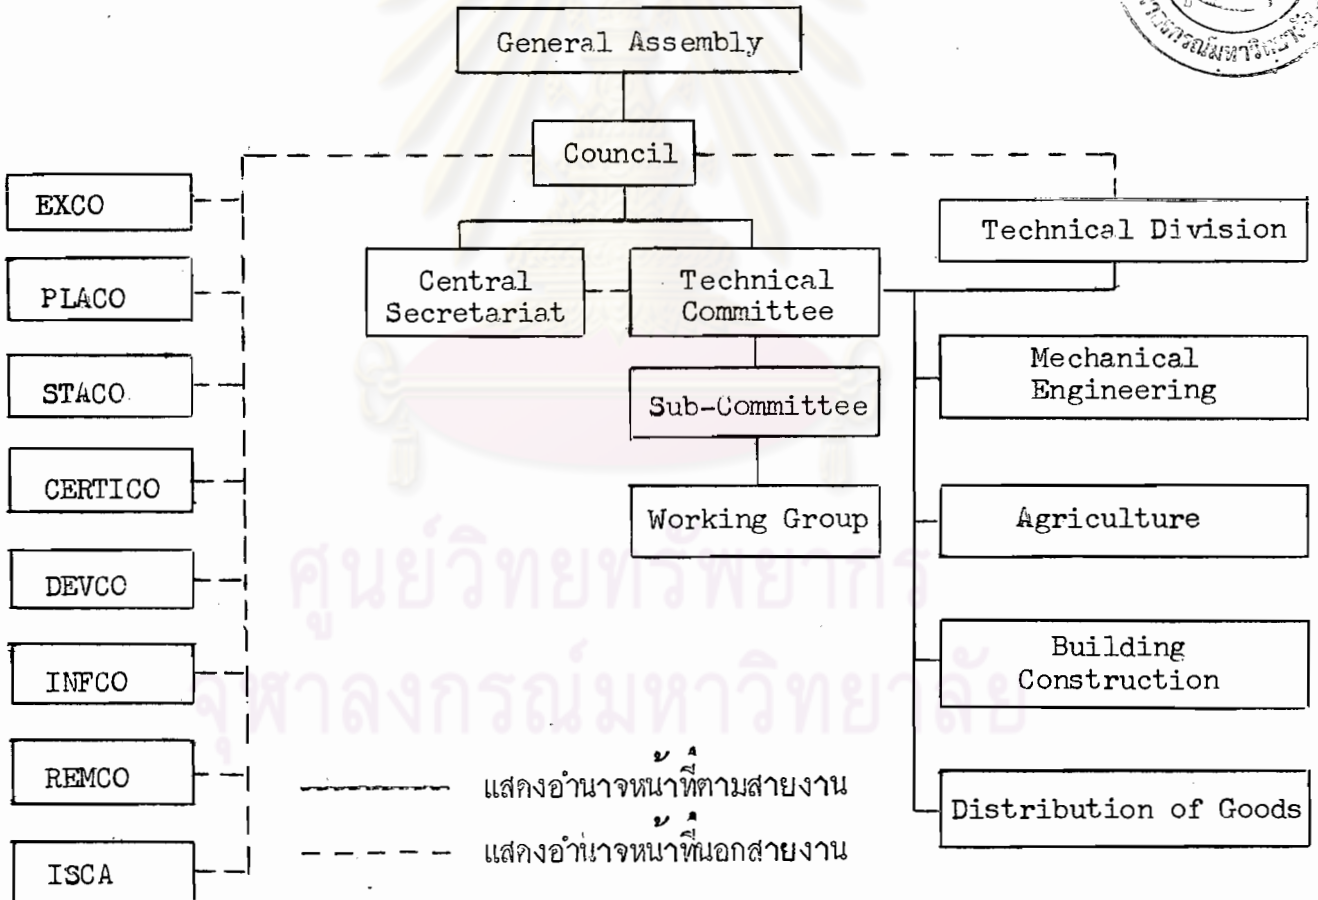 General Assembly
Council
EXCO
PLACO
STACO
CERTICO
DEVCO
INFCO
REMCO
ISCA
Central
Secretariat
Technical
Committee
Sub-Committee
Working Group
Technical Division
Mechanical
Engineering
Agriculture
Building
Construction
Distribution of Goods
แสดงอำนาจหน้าที่ตามสายงาน
แสดงอำนาจหน้าที่นอกสายงาน
ศูนย์วิทยทรัพยากร
จุฬาลงกรณ์มหาวิทยาลัย